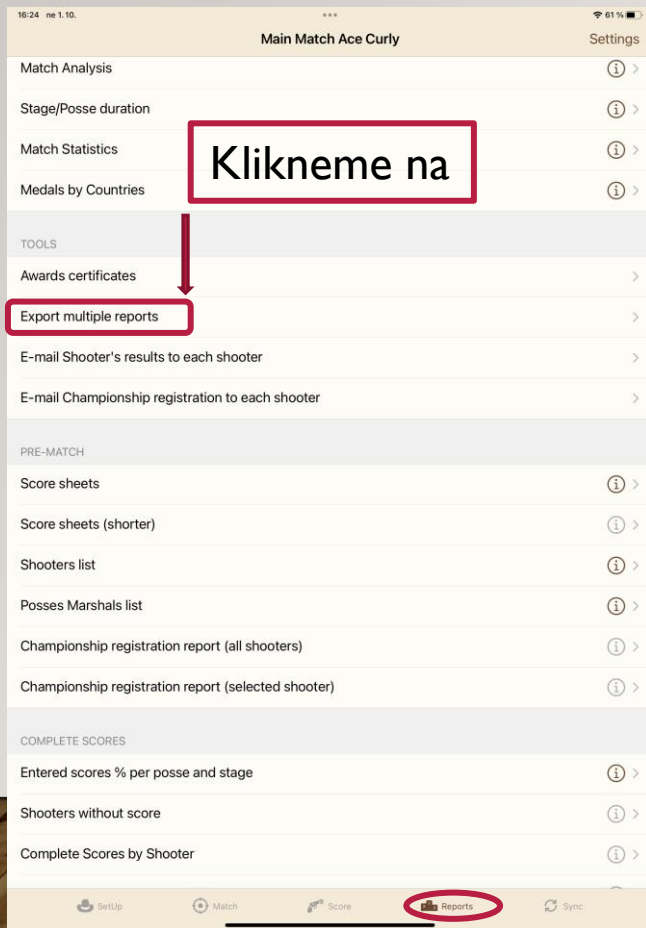 16:24 ne 1.10.
61 %
Main Match Ace Curly
Settings
Match Analysis
Stage/Posse duration
Match Statistics
Medals by Countries
Klikneme na
TOOLS
Awards certificates
Export multiple reports
E-mail Shooter's results to each shooter
E-mail Championship registration to each shooter
PRE-MATCH
Score sheets
Score sheets (shorter)
Shooters list
Posses Marshals list
Championship registration report (all shooters)
Championship registration report (selected shooter)
COMPLETE SCORES
Entered scores % per posse and stage
Shooters without score
Complete Scores by Shooter
SetUp Match Score Reports Sync